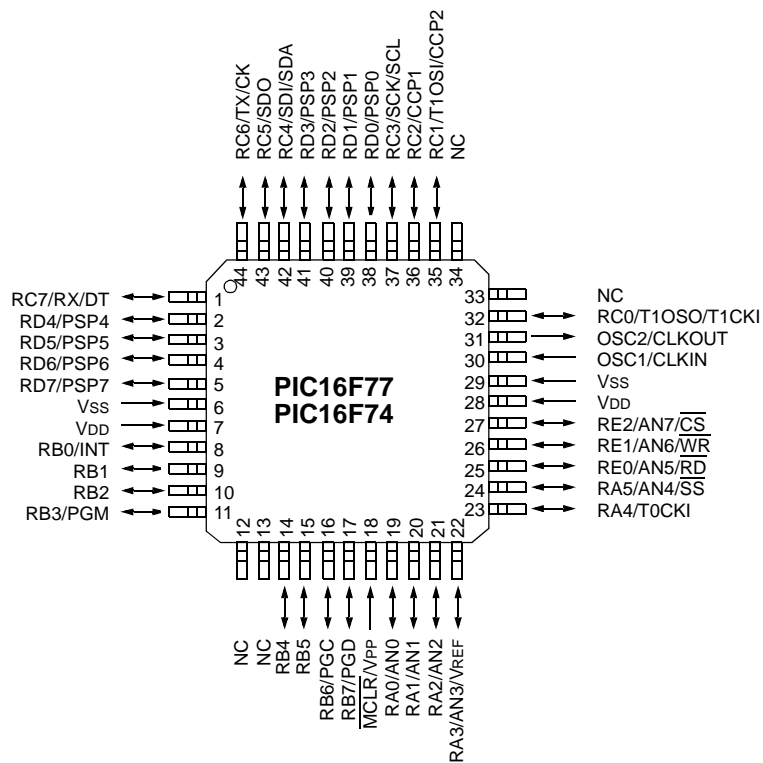 RC6/TX/CK
RC5/SDO
RC4/SDI/SDA
RD3/PSP3
RD2/PSP2
RD1/PSP1
RD0/PSP0
RC3/SCK/SCL
RC2/CCP1
RC1/T1OSI/CCP2
NC
44
43
42
41
40
39
38
37
36
35
34
RC7/RX/DT 1
RD4/PSP4 2
RD5/PSP5 3
RD6/PSP6 4
RD7/PSP7 5
VSS 6
VDD 7
RB0/INT 8
RB1 9
RB2 10
RB3/PGM 11
PIC16F77
PIC16F74
33 NC
32 RC0/T1OSO/T1CKI
31 OSC2/CLKOUT
30 OSC1/CLKIN
29 VSS
28 VDD
27 RE2/AN7/CS
26 RE1/AN6/WR
25 RE0/AN5/RD
24 RA5/AN4/SS
23 RA4/T0CKI
12
13
14
15
16
17
18
19
20
21
22
NC
NC
RB4
RB5
RB6/PGC
RB7/PGD
MCLR/VPP
RA0/AN0
RA1/AN1
RA2/AN2
RA3/AN3/VREF